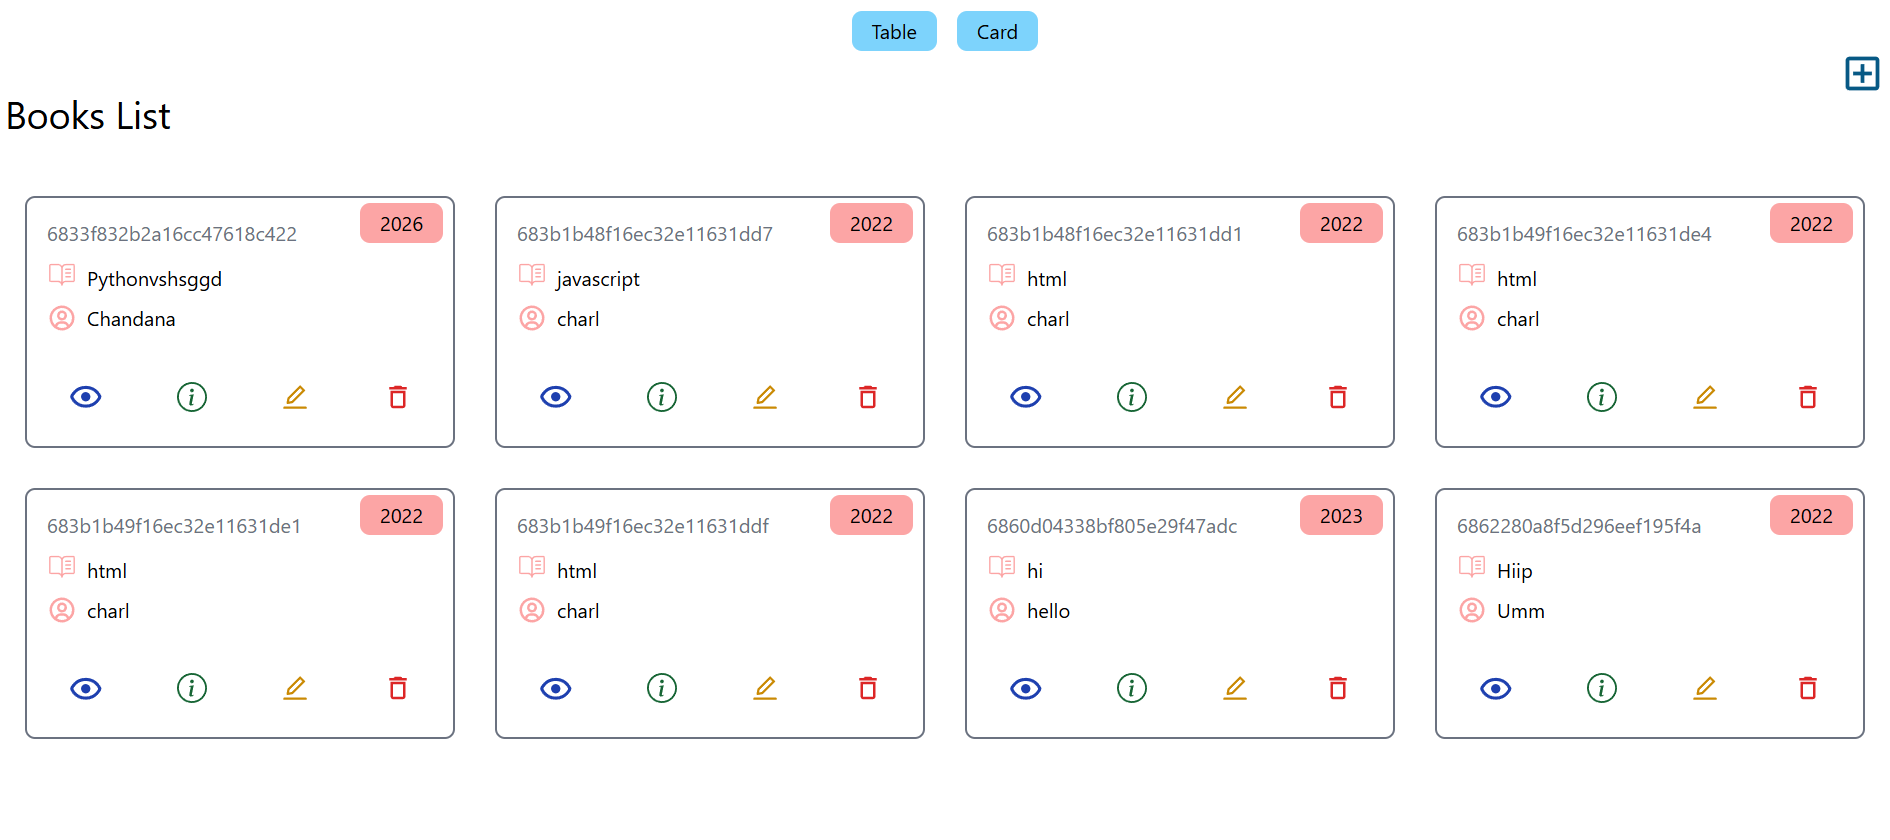 Table
Card
Books List
6833f832b2a16cc47618c422
2026
Pythonvshsggd
Chandana
683b1b48f16ec32e11631dd7
2022
javascript
charl
683b1b48f16ec32e11631dd1
2022
html
charl
683b1b49f16ec32e11631de4
2022
html
charl
683b1b49f16ec32e11631de1
2022
html
charl
683b1b49f16ec32e11631ddf
2022
html
charl
6860d04338bf805e29f47adc
2023
hi
hello
6862280a8f5d296eef195f4a
2022
Hiip
Umm